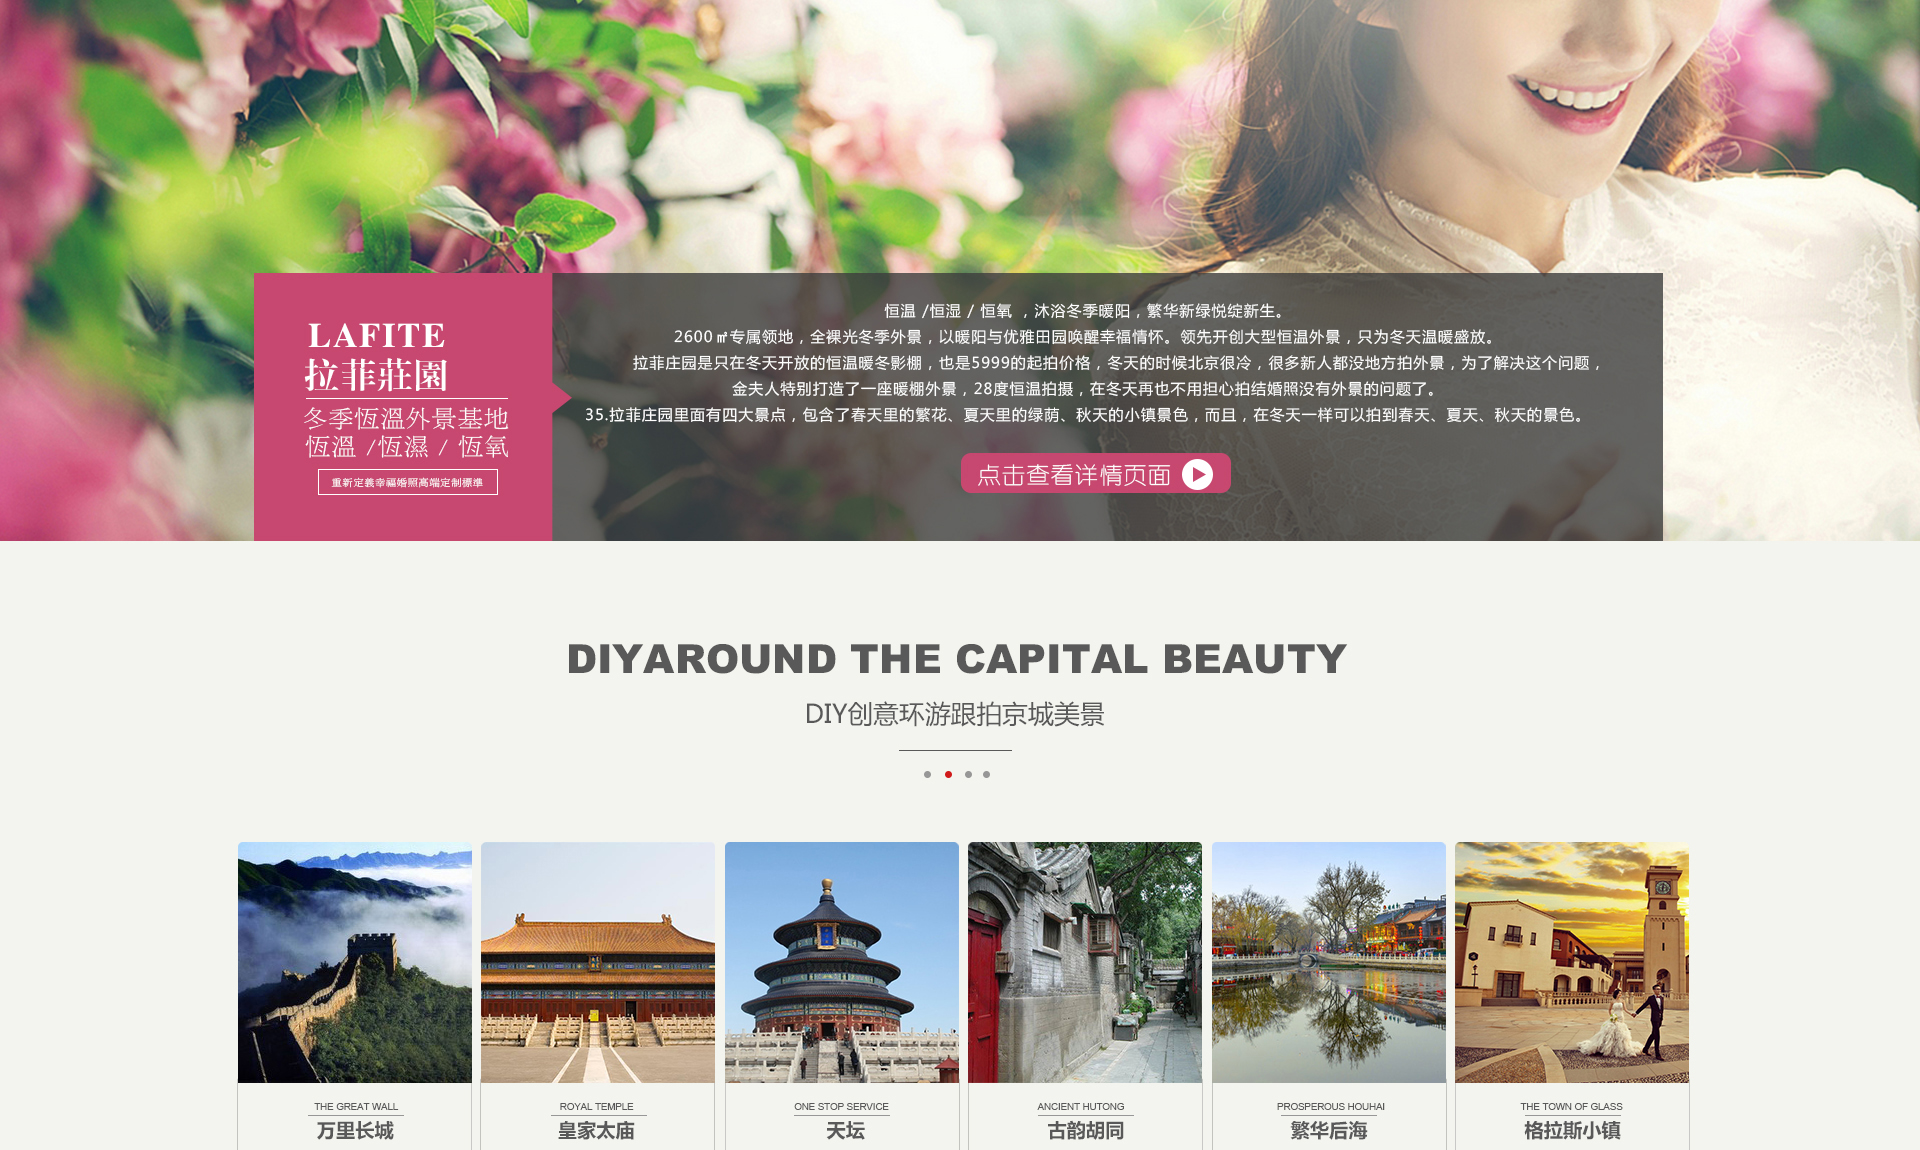 LAFITE
拉菲莊園
冬季恆溫外景基地
恆溫 /恆濕 / 恆氧
重新定義幸福婚照高端定制標準
恒温 /恒湿 / 恒氧 ，沐浴冬季暖阳，繁华新绿悦绽新生。
2600㎡专属领地，全裸光冬季外景，以暖阳与优雅田园唤醒幸福情怀。领先开创大型恒温外景，只为冬天温暖盛放。
拉菲庄园是只在冬天开放的恒温暖冬影棚，也是5999的起拍价格，冬天的时候北京很冷，很多新人都没地方拍外景，为了解决这个问题，
金夫人特别打造了一座暖棚外景，28度恒温拍摄，在冬天再也不用担心拍结婚照没有外景的问题了。
35.拉菲庄园里面有四大景点，包含了春天里的繁花、夏天里的绿荫、秋天的小镇景色，而且，在冬天一样可以拍到春天、夏天、秋天的景色。
点击查看详情页面
DIYAROUND THE CAPITAL BEAUTY
DIY创意环游跟拍京城美景
THE GREAT WALL
万里长城
ROYAL TEMPLE
皇家太庙
ONE STOP SERVICE
天坛
ANCIENT HUTONG
古韵胡同
PROSPEROUS HOUHAI
繁华后海
THE TOWN OF GLASS
格拉斯小镇